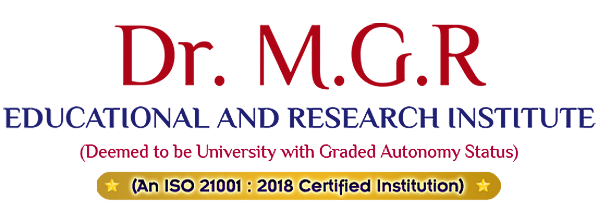 Dr. M.G.R
EDUCATIONAL AND RESEARCH INSTITUTE
(Deemed to be University with Graded Autonomy Status)
(An ISO 21001 : 2018 Certified Institution)